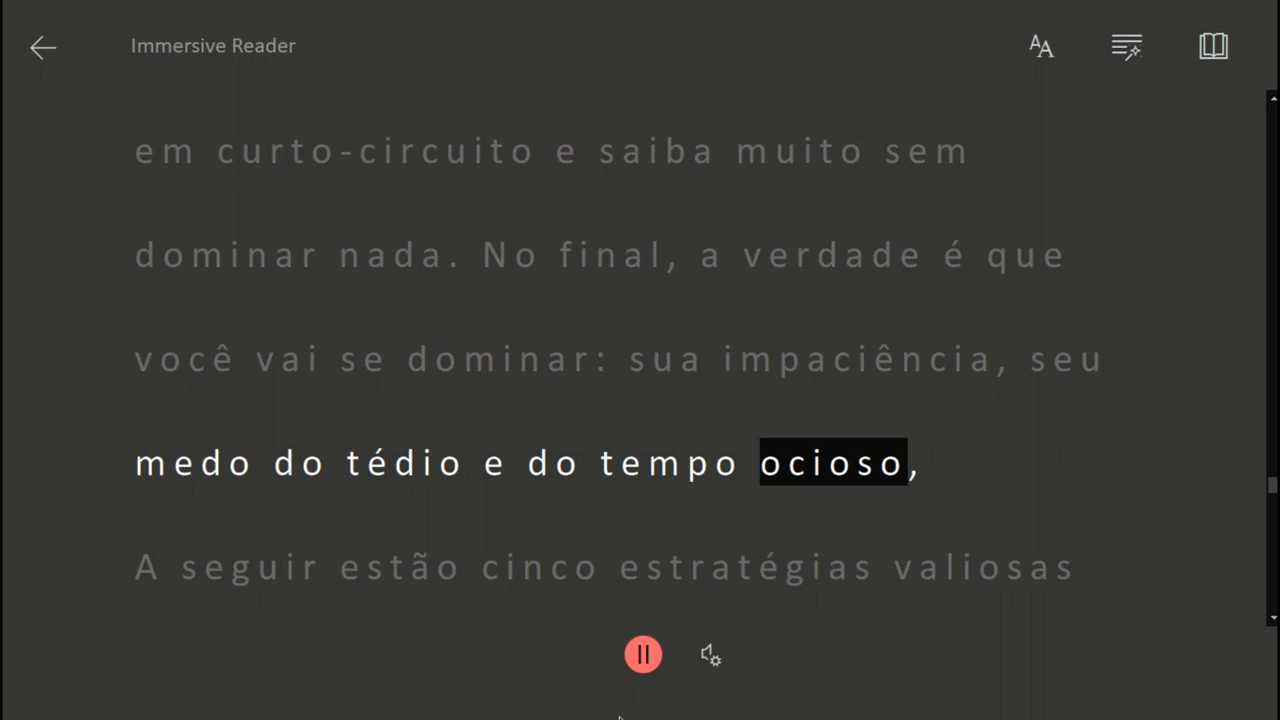 Immersive Reader
em curto-circuito e saiba muito sem
dominar nada. No final, a verdade é que
você vai se dominar: sua impaciência, seu
medo do tédio e do tempo ocioso,
A seguir estão cinco estratégias valiosas